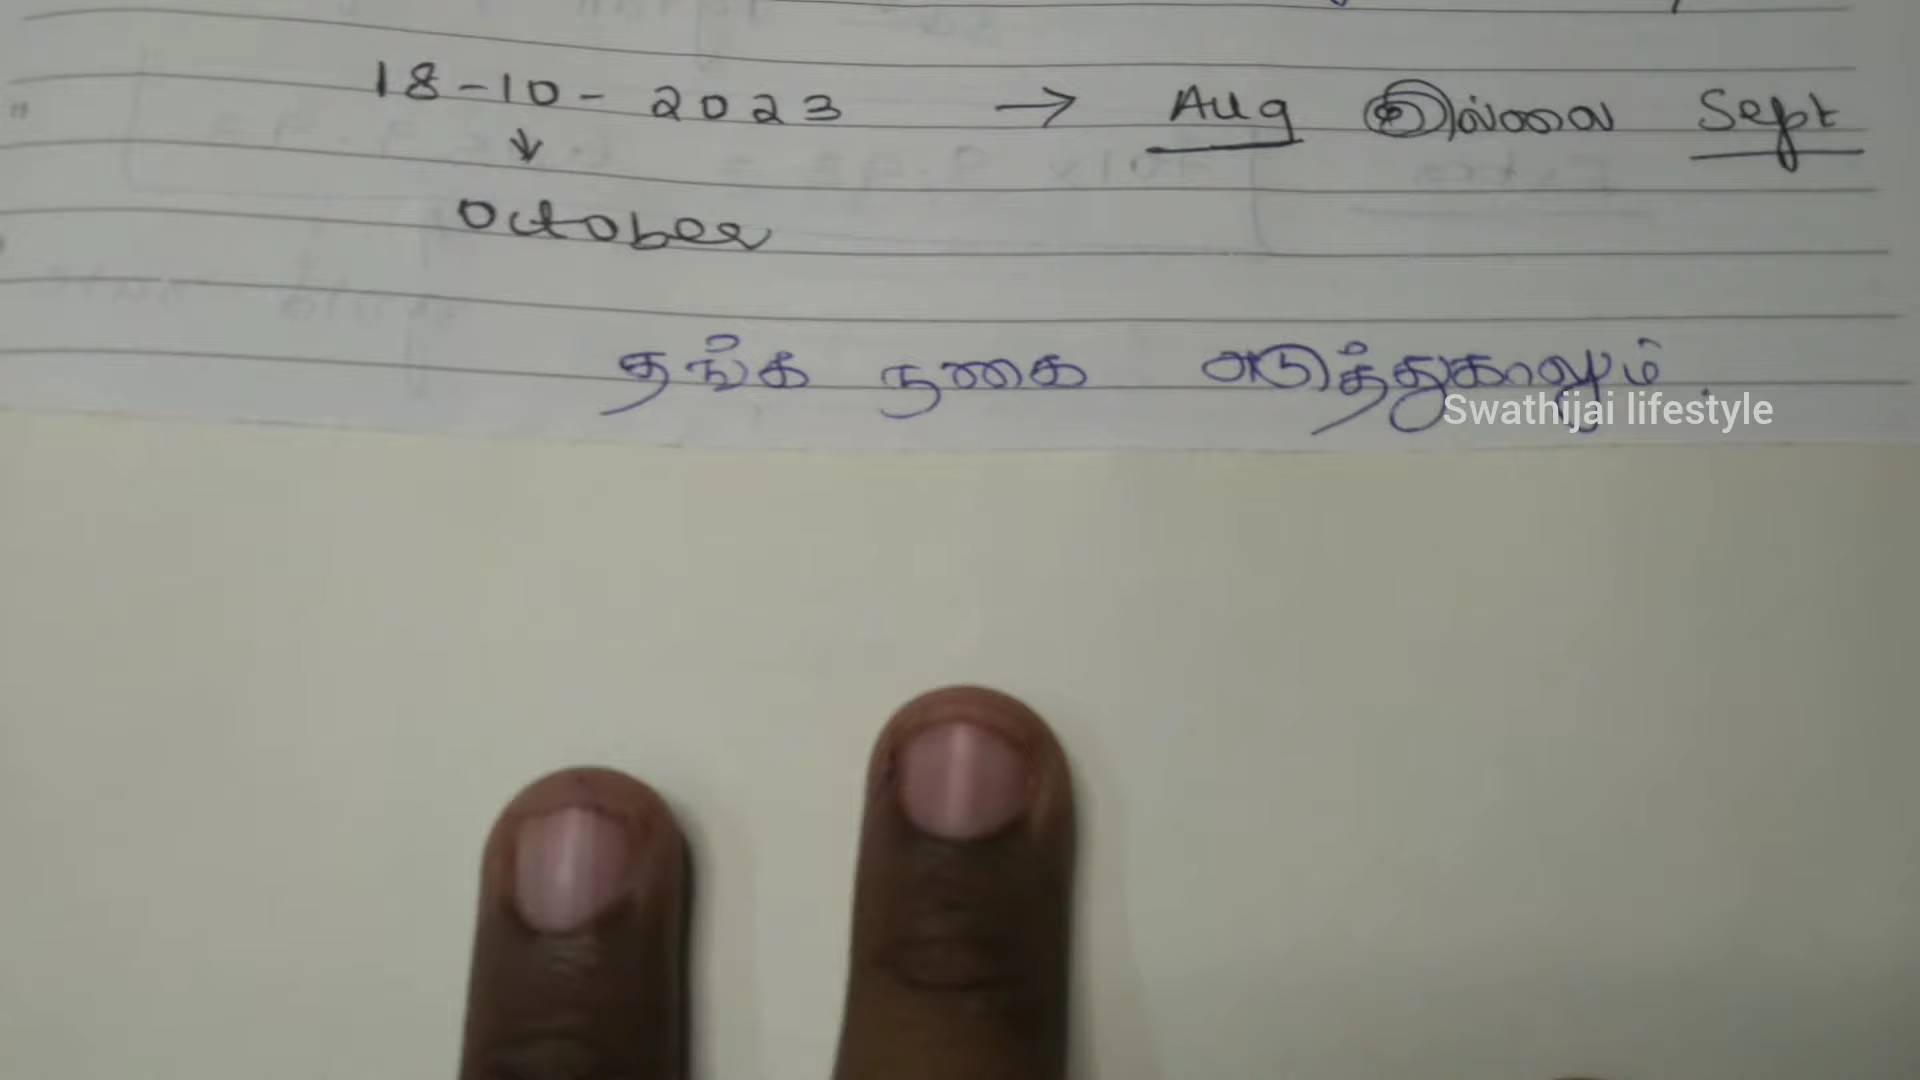 18-10-2023 → Aug இல்லை Sept
↓
October
தங்க நகை அடுத்துகாலும்
Swathijai lifestyle